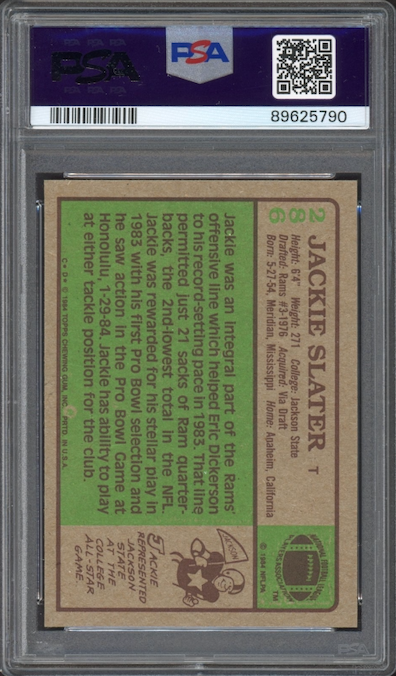 PSA
PSA
89625790
286
JACKIE SLATER T
Height: 6'4" Weight: 271 College: Jackson State
Drafted: Rams #3-1976 Acquired: Via Draft
Born: 5-27-54, Meridian, Mississippi Home: Anaheim, California
© 1984 NFLPA
TM
Jackie was an integral part of the Rams'
offensive line which helped Eric Dickerson
to his record-setting pace in 1983. That line
permitted just 21 sacks of Ram quarter-
backs, the 2nd-lowest total in the NFL.
Jackie was rewarded for his stellar play in
1983 with his first Pro Bowl selection and
he saw action in the Pro Bowl Game at
Honolulu, 1-29-84. Jackie has ability to play
at either tackle position for the club.
© 1984 TOPPS CHEWING GUM, INC. PRTD. IN U.S.A.
JACKSON
JACKIE
REPRESENTED
JACKSON
STATE
AT THE
COLLEGE
ALL-STAR
GAME.